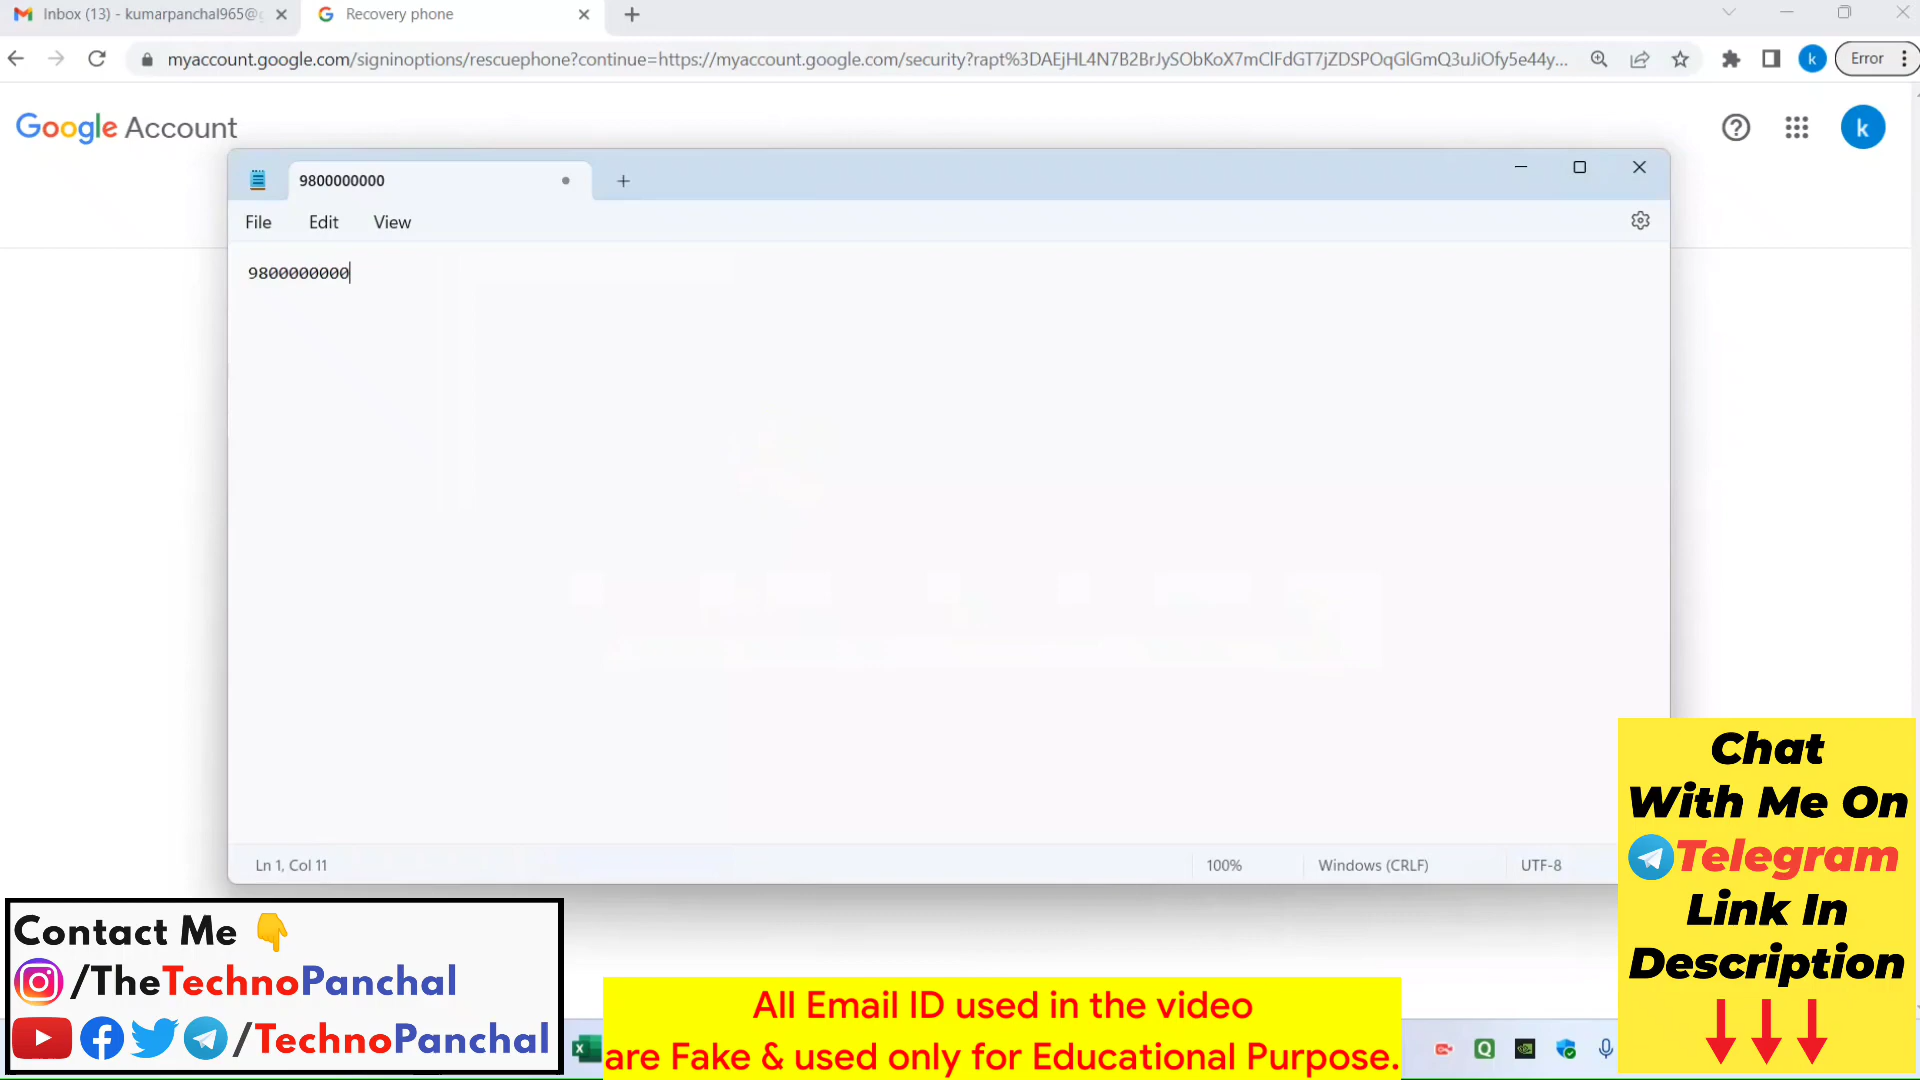 Inbox (13) - kumarpanchal965@g
Recovery phone
myaccount.google.com/signinoptions/rescuephone?continue=https://myaccount.google.com/security?rapt%3DAEjHL4N7B2BrJySObKoX7mClFdGT7jZDSPOqGlGmQ3uJiOfy5e44y...
k
Error
Google Account
k
9800000000
File Edit View
9800000000
Ln 1, Col 11
100%
Windows (CRLF)
UTF-8
Chat
With Me On
Telegram
Link In
Description
Contact Me
/TheTechnoPanchal
/TechnoPanchal
All Email ID used in the video
are Fake & used only for Educational Purpose.